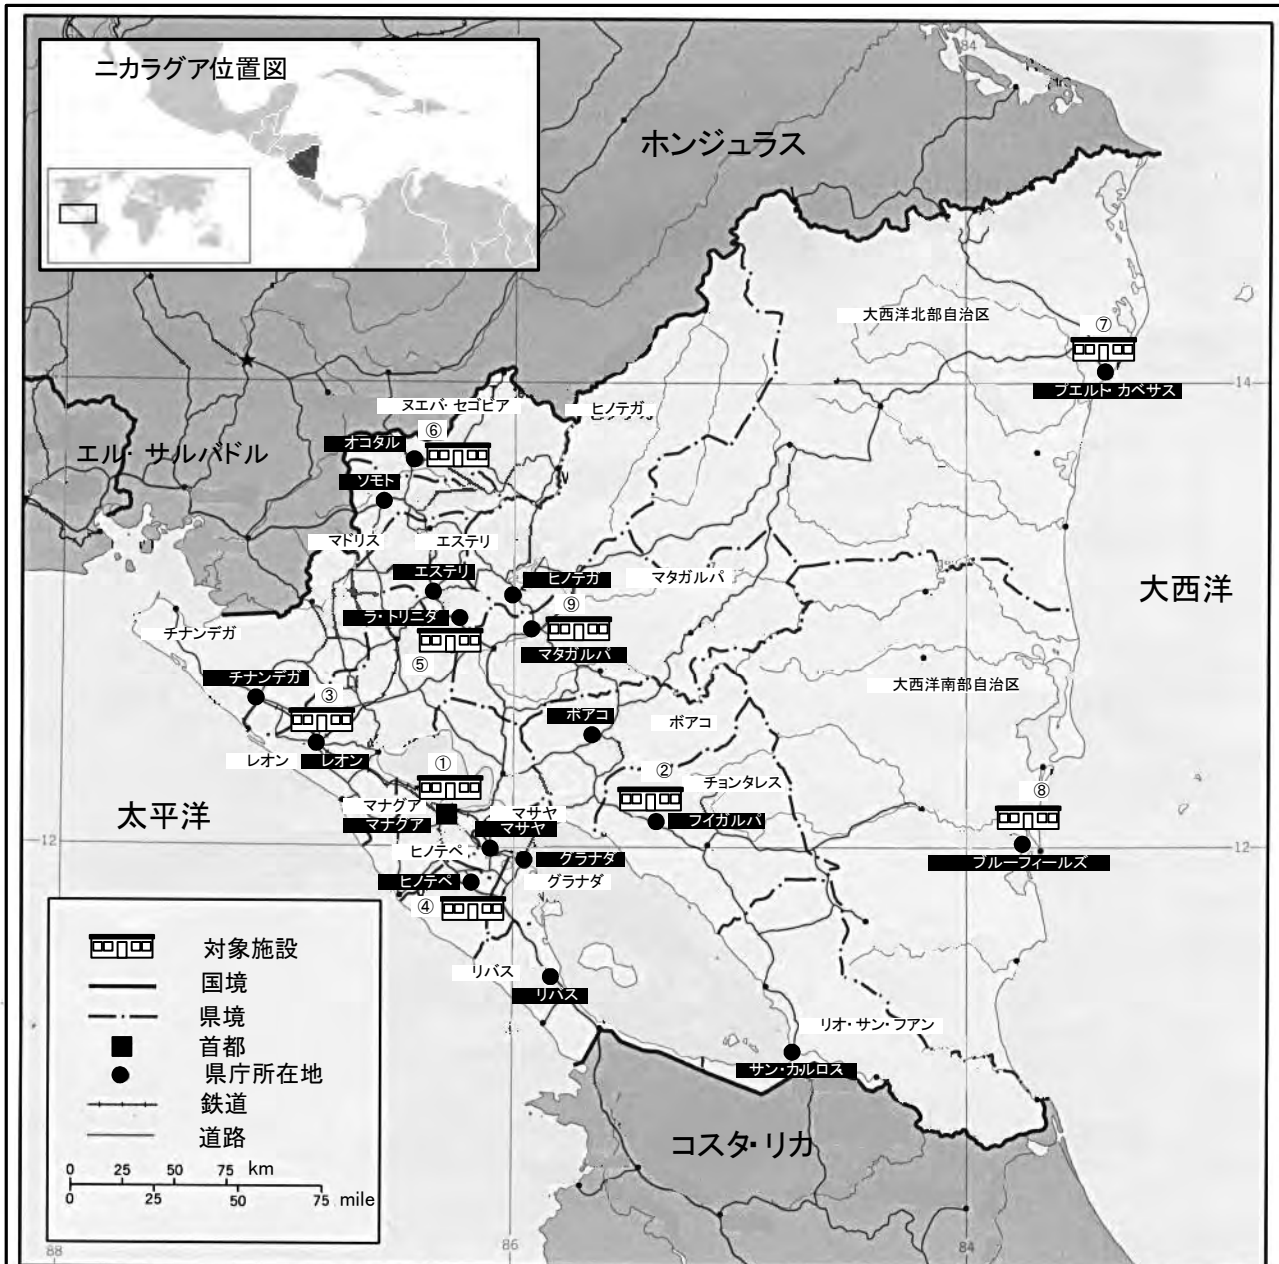 ニカラグア位置図
84
ホンジュラス
大西洋北部自治区
⑦
プエルト・カベサス
14
ヌエバ・セゴビア
ヒノテガ
オコタル
⑥
エル・サルバドル
ソモト
マドリス
エステリ
エステリ
ヒノテガ
マタガルパ
大西洋
ラ・トリニダ
⑨
チナンデガ
⑤
マタガルパ
チナンデガ
③
大西洋南部自治区
ボアコ
ボアコ
レオン
レオン
①
②
チョンタレス
⑧
太平洋
マナグア
マサヤ
マナグア
マサヤ
フイガルパ
12
ヒノテペ
グラナダ
ブルーフィールズ
12
ヒノテペ
グラナダ
④
対象施設
国境
リバス
リバス
県境
リオ・サン・フアン
首都
サン・カルロス
県庁所在地
鉄道
道路
コスタ・リカ
0 25 50 75 km
0 25 50 75 mile
88
86
84